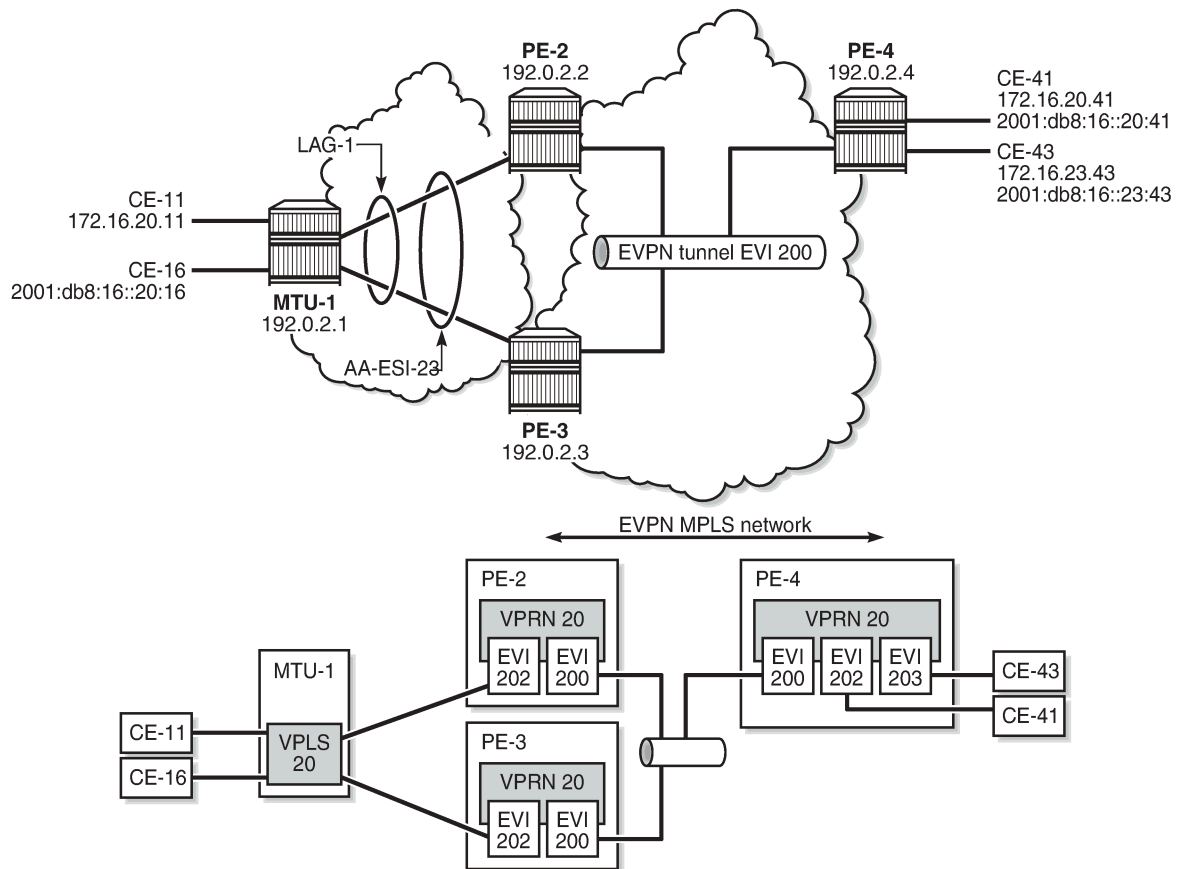 PE-2
192.0.2.2
PE-4
192.0.2.4
CE-41
172.16.20.41
2001:db8:16::20:41
CE-43
172.16.23.43
2001:db8:16::23:43
LAG-1
CE-11
172.16.20.11
CE-16
2001:db8:16::20:16
MTU-1
192.0.2.1
EVPN tunnel EVI 200
AA-ESI-23
PE-3
192.0.2.3
EVPN MPLS network
PE-2
VPRN 20
EVI
202
EVI
200
PE-4
VPRN 20
EVI
200
EVI
202
EVI
203
MTU-1
VPLS
20
CE-11
CE-16
CE-43
CE-41
PE-3
VPRN 20
EVI
202
EVI
200